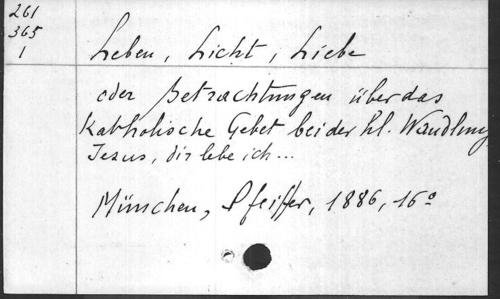 261
365
1
Leben, Licht, Liebe
oder Betrachtungen über das
Katholische Gebet bei der hl. Wandlung
Jesus, dir lebe ich...
München, Pfeiffer, 1886, 16°